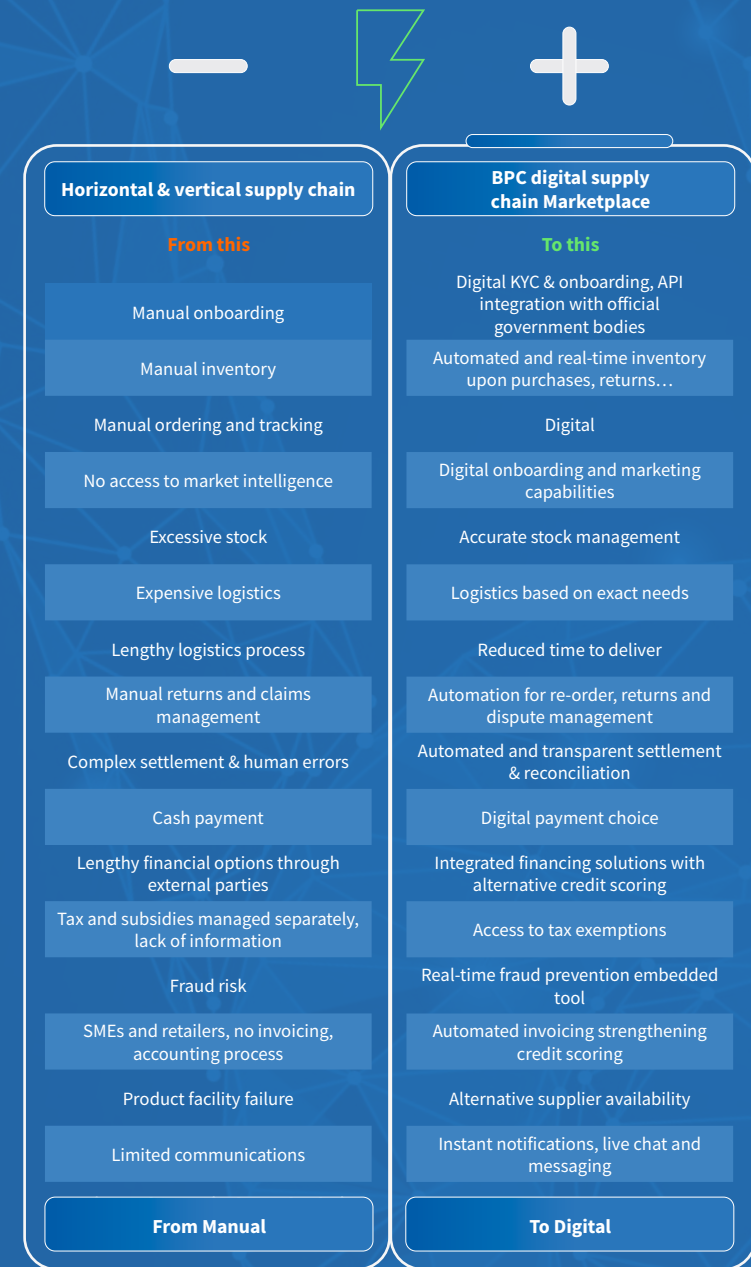 Horizontal & vertical supply chain
From this
Manual onboarding
Manual inventory
Manual ordering and tracking
No access to market intelligence
Excessive stock
Expensive logistics
Lengthy logistics process
Manual returns and claims
management
Complex settlement & human errors
Cash payment
Lengthy financial options through
external parties
Tax and subsidies managed separately,
lack of information
Fraud risk
SMEs and retailers, no invoicing,
accounting process
Product facility failure
Limited communications
From Manual
BPC digital supply
chain Marketplace
To this
Digital KYC & onboarding, API
integration with official
government bodies
Automated and real-time inventory
upon purchases, returns…
Digital
Digital onboarding and marketing
capabilities
Accurate stock management
Logistics based on exact needs
Reduced time to deliver
Automation for re-order, returns and
dispute management
Automated and transparent settlement
& reconciliation
Digital payment choice
Integrated financing solutions with
alternative credit scoring
Access to tax exemptions
Real-time fraud prevention embedded
tool
Automated invoicing strengthening
credit scoring
Alternative supplier availability
Instant notifications, live chat and
messaging
To Digital